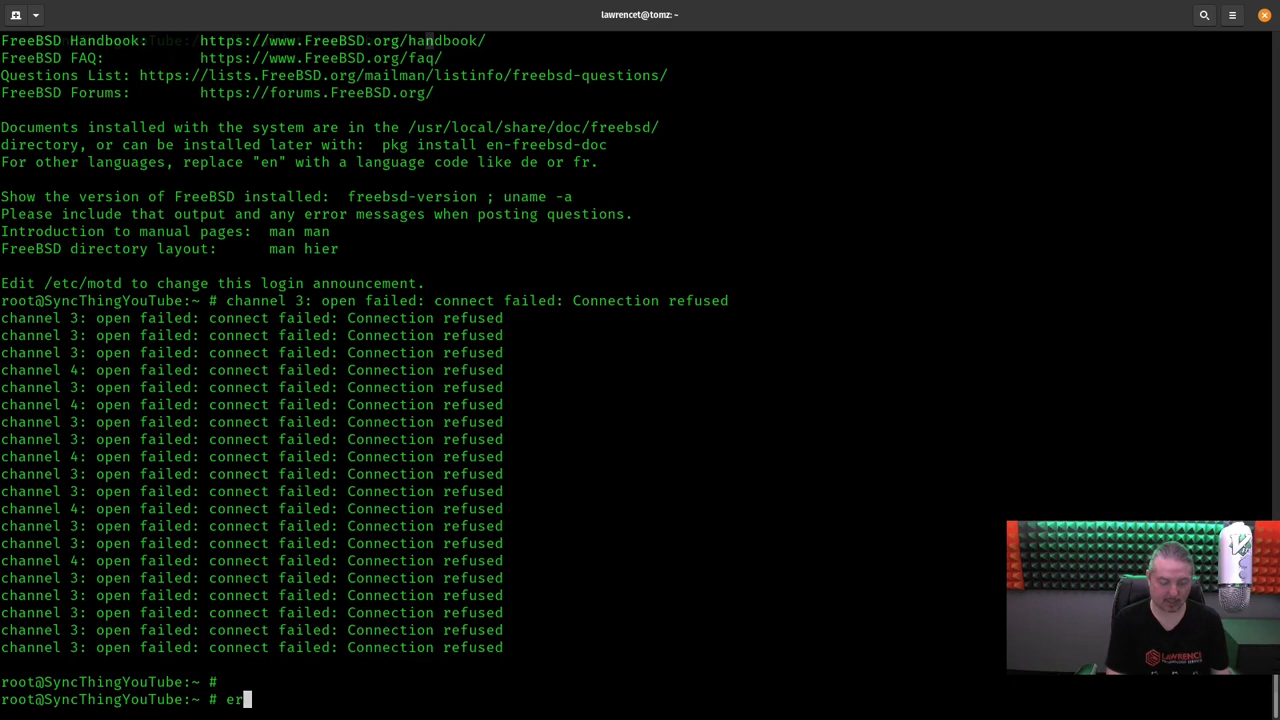 lawrencet@tomz: ~
FreeBSD Handbook:      https://www.FreeBSD.org/handbook/
FreeBSD FAQ:           https://www.FreeBSD.org/faq/
Questions List: https://lists.FreeBSD.org/mailman/listinfo/freebsd-questions/
FreeBSD Forums:        https://forums.FreeBSD.org/
Documents installed with the system are in the /usr/local/share/doc/freebsd/
directory, or can be installed later with:  pkg install en-freebsd-doc
For other languages, replace "en" with a language code like de or fr.
Show the version of FreeBSD installed:  freebsd-version ; uname -a
Please include that output and any error messages when posting questions.
Introduction to manual pages:  man man
FreeBSD directory layout:      man hier
Edit /etc/motd to change this login announcement.
root@SyncThingYouTube:~ # channel 3: open failed: connect failed: Connection refused
channel 3: open failed: connect failed: Connection refused
channel 3: open failed: connect failed: Connection refused
channel 3: open failed: connect failed: Connection refused
channel 4: open failed: connect failed: Connection refused
channel 3: open failed: connect failed: Connection refused
channel 4: open failed: connect failed: Connection refused
channel 3: open failed: connect failed: Connection refused
channel 3: open failed: connect failed: Connection refused
channel 4: open failed: connect failed: Connection refused
channel 3: open failed: connect failed: Connection refused
channel 3: open failed: connect failed: Connection refused
channel 4: open failed: connect failed: Connection refused
channel 3: open failed: connect failed: Connection refused
channel 3: open failed: connect failed: Connection refused
channel 4: open failed: connect failed: Connection refused
channel 3: open failed: connect failed: Connection refused
channel 3: open failed: connect failed: Connection refused
channel 3: open failed: connect failed: Connection refused
channel 3: open failed: connect failed: Connection refused
channel 3: open failed: connect failed: Connection refused
root@SyncThingYouTube:~ #
root@SyncThingYouTube:~ # er
LAWRENCE